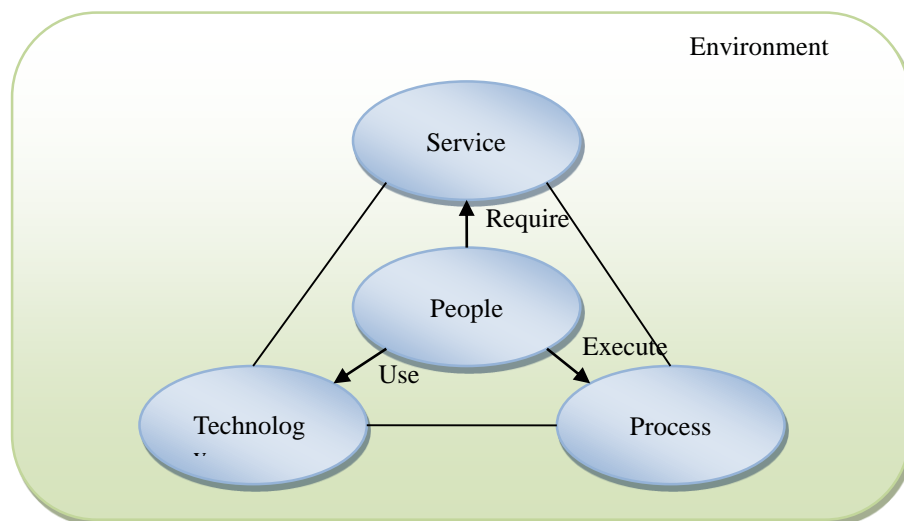 Environment
Service
Require
People
Execute
Use
Technolog
y
Process